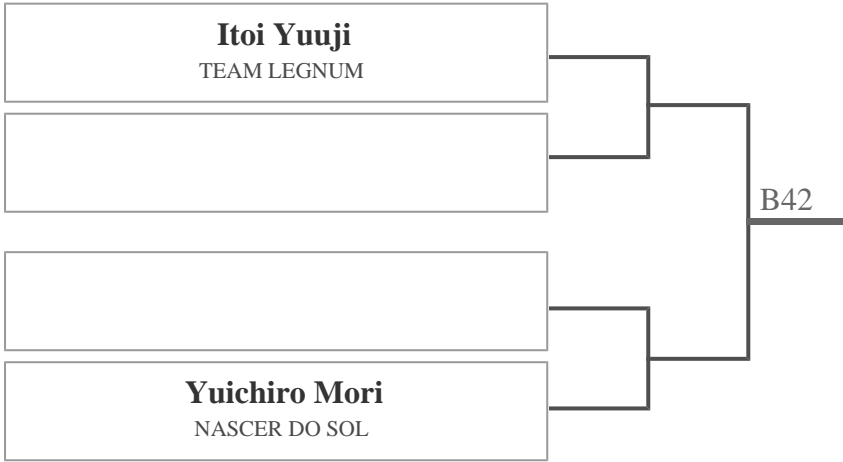 Itoi Yuuji
TEAM LEGNUM
B42
Yuichiro Mori
NASCER DO SOL